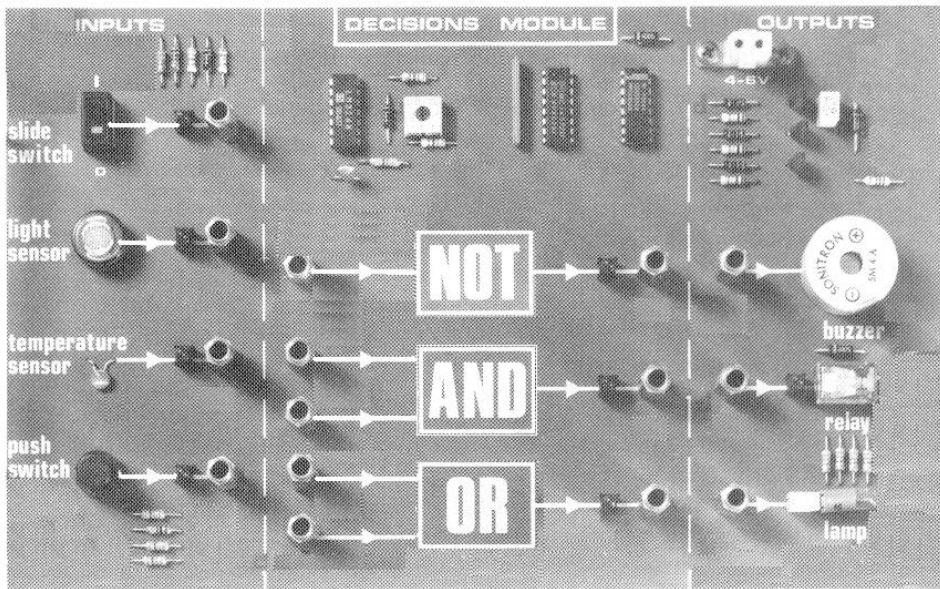 INPUTS
DECISIONS MODULE
OUTPUTS
4-6V
I
O
slide
switch
light
sensor
NOT
SONITRON
SM4A
buzzer
temperature
sensor
AND
relay
push
switch
OR
lamp